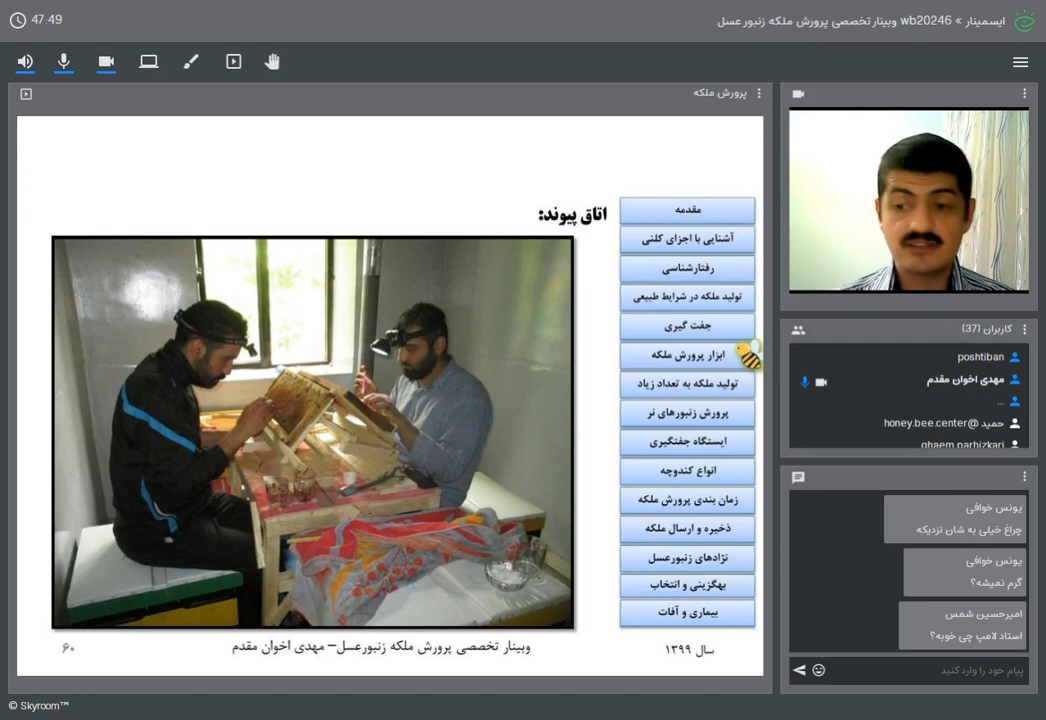 47:49
ایسمینار » wb20246 وبینار تخصصی پرورش ملکه زنبور عسل
پرورش ملکه
اتاق پیوند:
مقدمه
آشنایی با اجزای کلنی
رفتارشناسی
تولید ملکه در شرایط طبیعی
جفت گیری
ابزار پرورش ملکه
تولید ملکه به تعداد زیاد
پرورش زنبورهای نر
ایستگاه جفتگیری
انواع کندوچه
زمان بندی پرورش ملکه
ذخیره و ارسال ملکه
نژادهای زنبورعسل
بهگزینی و انتخاب
بیماری و آفات
سال ۱۳۹۹
وبینار تخصصی پرورش ملکه زنبورعسل– مهدی اخوان مقدم
۶۰
کاربران (37)
poshtiban
مهدی اخوان مقدم
...
حمید @honey.bee.center
ghaem parhizkari
یونس خوافی
چراغ خیلی به شان نزدیکه
یونس خوافی
گرم نمیشه؟
امیرحسین شمس
استاد لامپ چی خوبه؟
پیام خود را وارد کنید
© Skyroom™